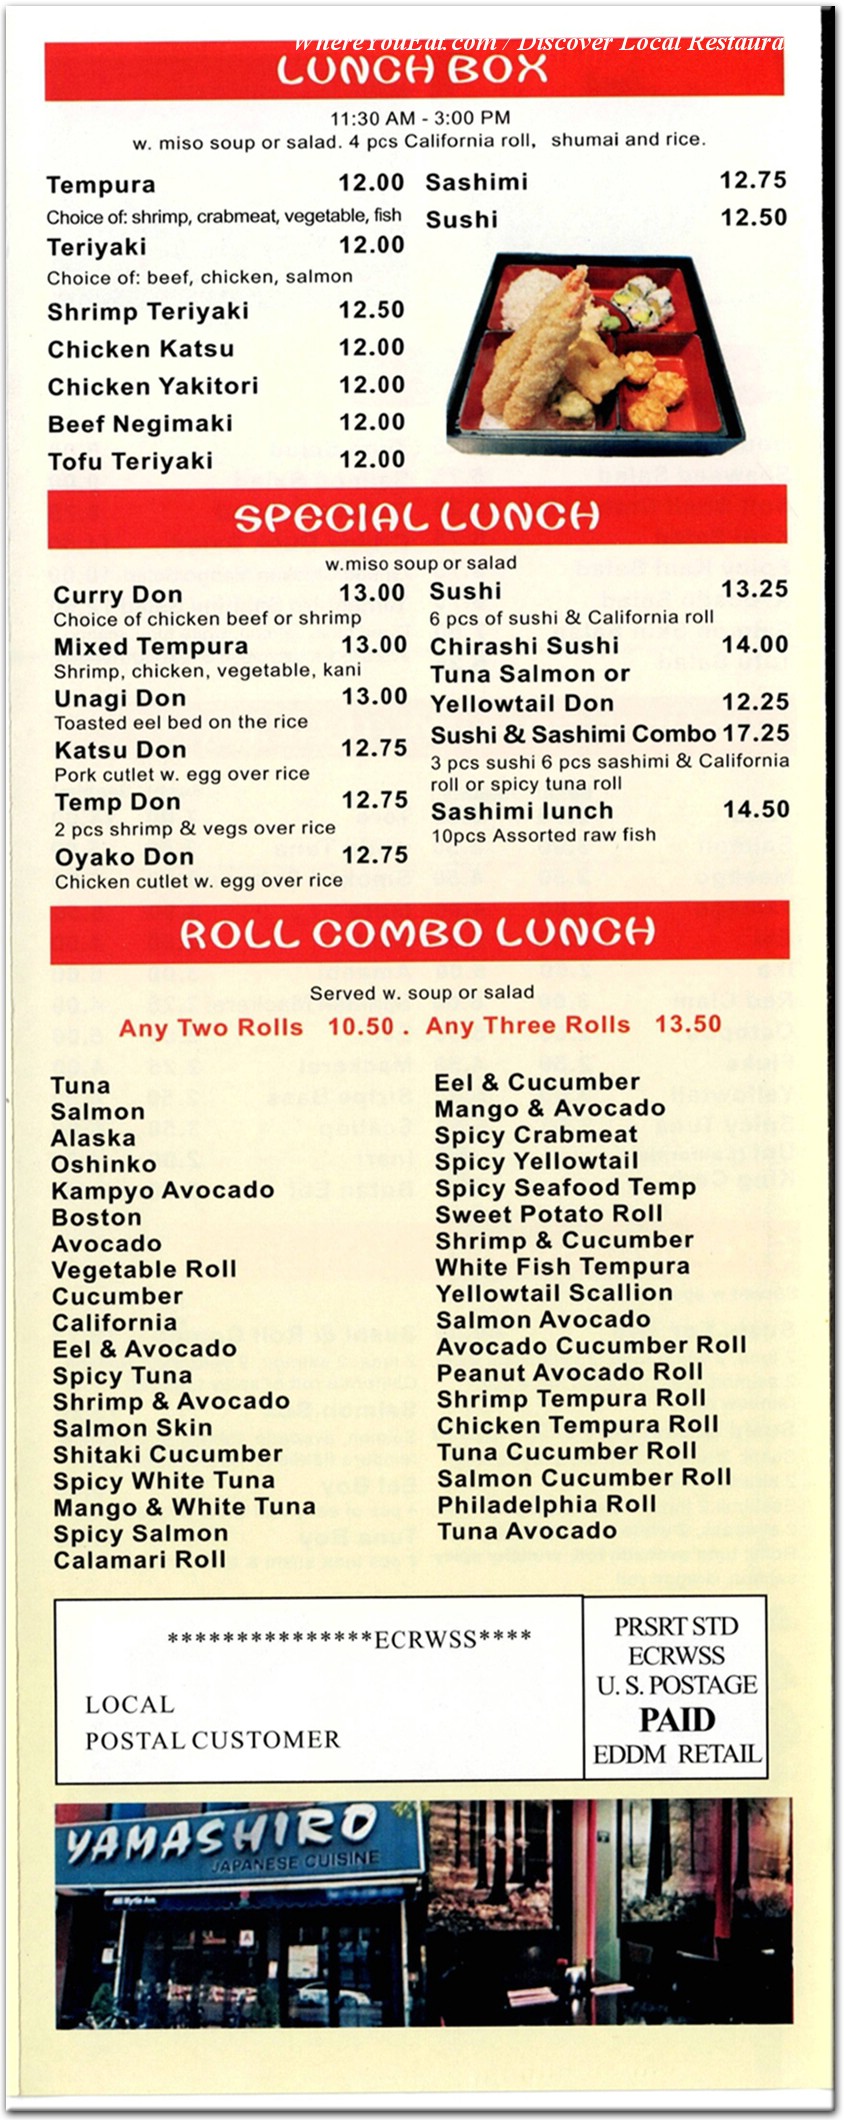 WhereYouEat.com / Discover Local Restaura
LUNCH BOX
11:30 AM - 3:00 PM
w. miso soup or salad. 4 pcs California roll, shumai and rice.
Tempura 12.00
Choice of: shrimp, crabmeat, vegetable, fish
Teriyaki 12.00
Choice of: beef, chicken, salmon
Shrimp Teriyaki 12.50
Chicken Katsu 12.00
Chicken Yakitori 12.00
Beef Negimaki 12.00
Tofu Teriyaki 12.00
Sashimi 12.75
Sushi 12.50
SPECIAL LUNCH
w.miso soup or salad
Curry Don 13.00
Choice of chicken beef or shrimp
Mixed Tempura 13.00
Shrimp, chicken, vegetable, kani
Unagi Don 13.00
Toasted eel bed on the rice
Katsu Don 12.75
Pork cutlet w. egg over rice
Temp Don 12.75
2 pcs shrimp & vegs over rice
Oyako Don 12.75
Chicken cutlet w. egg over rice
Sushi 13.25
6 pcs of sushi & California roll
Chirashi Sushi 14.00
Tuna Salmon or
Yellowtail Don 12.25
Sushi & Sashimi Combo 17.25
3 pcs sushi 6 pcs sashimi & California
roll or spicy tuna roll
Sashimi lunch 14.50
10pcs Assorted raw fish
ROLL COMBO LUNCH
Served w. soup or salad
Any Two Rolls 10.50 . Any Three Rolls 13.50
Tuna
Salmon
Alaska
Oshinko
Kampyo Avocado
Boston
Avocado
Vegetable Roll
Cucumber
California
Eel & Avocado
Spicy Tuna
Shrimp & Avocado
Salmon Skin
Shitaki Cucumber
Spicy White Tuna
Mango & White Tuna
Spicy Salmon
Calamari Roll
Eel & Cucumber
Mango & Avocado
Spicy Crabmeat
Spicy Yellowtail
Spicy Seafood Temp
Sweet Potato Roll
Shrimp & Cucumber
White Fish Tempura
Yellowtail Scallion
Salmon Avocado
Avocado Cucumber Roll
Peanut Avocado Roll
Shrimp Tempura Roll
Chicken Tempura Roll
Tuna Cucumber Roll
Salmon Cucumber Roll
Philadelphia Roll
Tuna Avocado
***************ECRWSS****
LOCAL
POSTAL CUSTOMER
PRSRT STD
ECRWSS
U. S. POSTAGE
PAID
EDDM RETAIL
YAMASHIRO
JAPANESE CUISINE
A